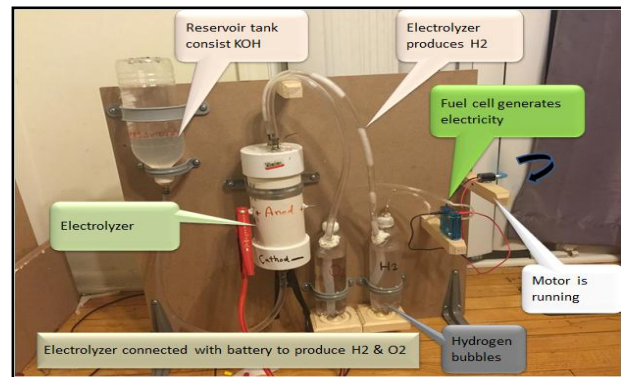 Reservoir tank
consist KOH
Electrolyzer
produces H2
Fuel cell generates
electricity
Electrolyzer
+ Anod +
Cathod —
H2
Motor is
running
Hydrogen
bubbles
Electrolyzer connected with battery to produce H2 & O2